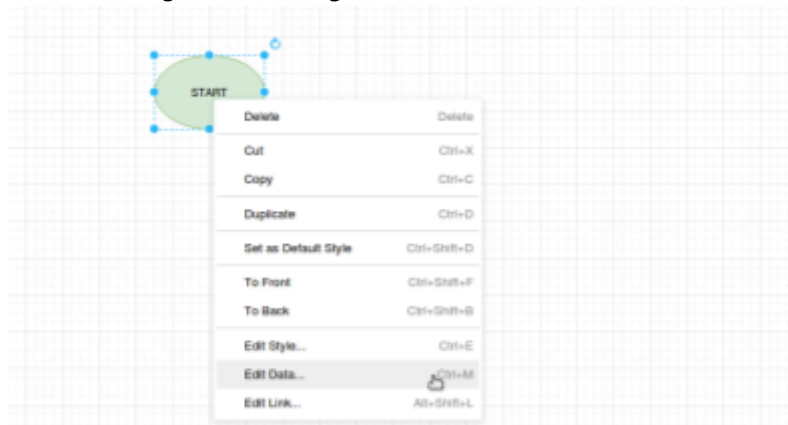 START
Delete Delete
Cut Ctrl+X
Copy Ctrl+C
Duplicate Ctrl+D
Set as Default Style Ctrl+Shift+D
To Front Ctrl+Shift+F
To Back Ctrl+Shift+B
Edit Style... Ctrl+E
Edit Data... Ctrl+M
Edit Link... Alt+Shift+L